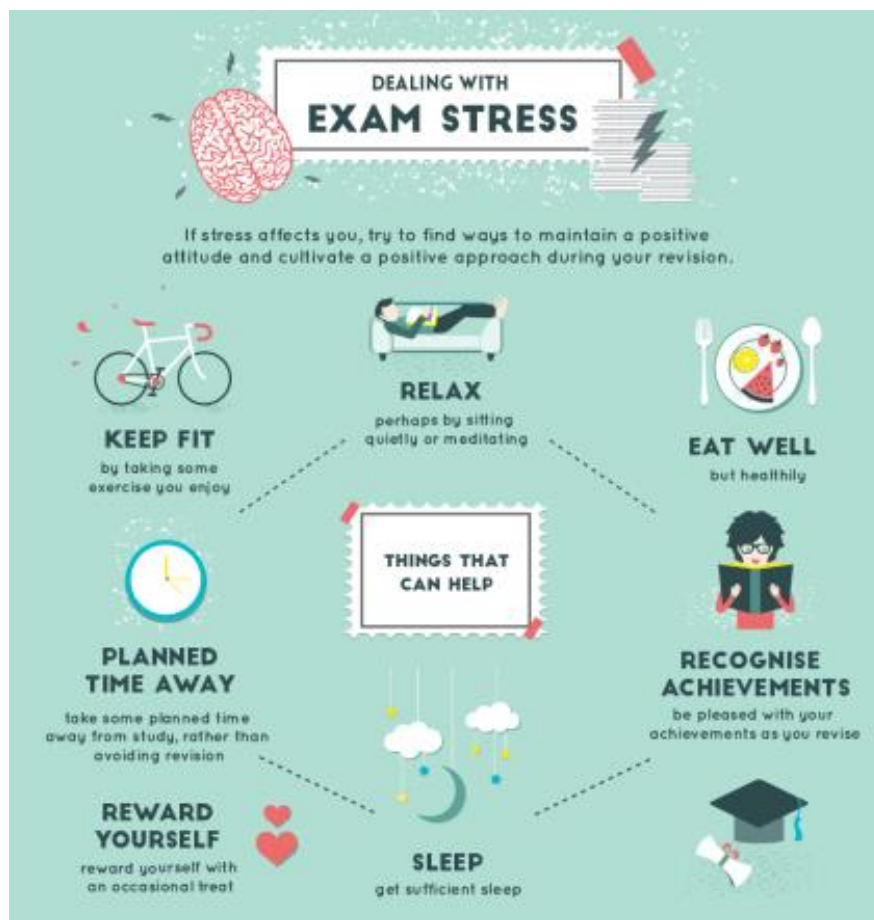 DEALING WITH
EXAM STRESS
If stress affects you, try to find ways to maintain a positive
attitude and cultivate a positive approach during your revision.
RELAX
perhaps by sitting
quietly or meditating
KEEP FIT
by taking some
exercise you enjoy
EAT WELL
but healthily
THINGS THAT
CAN HELP
PLANNED
TIME AWAY
take some planned time
away from study, rather than
avoiding revision
RECOGNISE
ACHIEVEMENTS
be pleased with your
achievements as you revise
REWARD
YOURSELF
reward yourself with
an occasional treat
SLEEP
get sufficient sleep